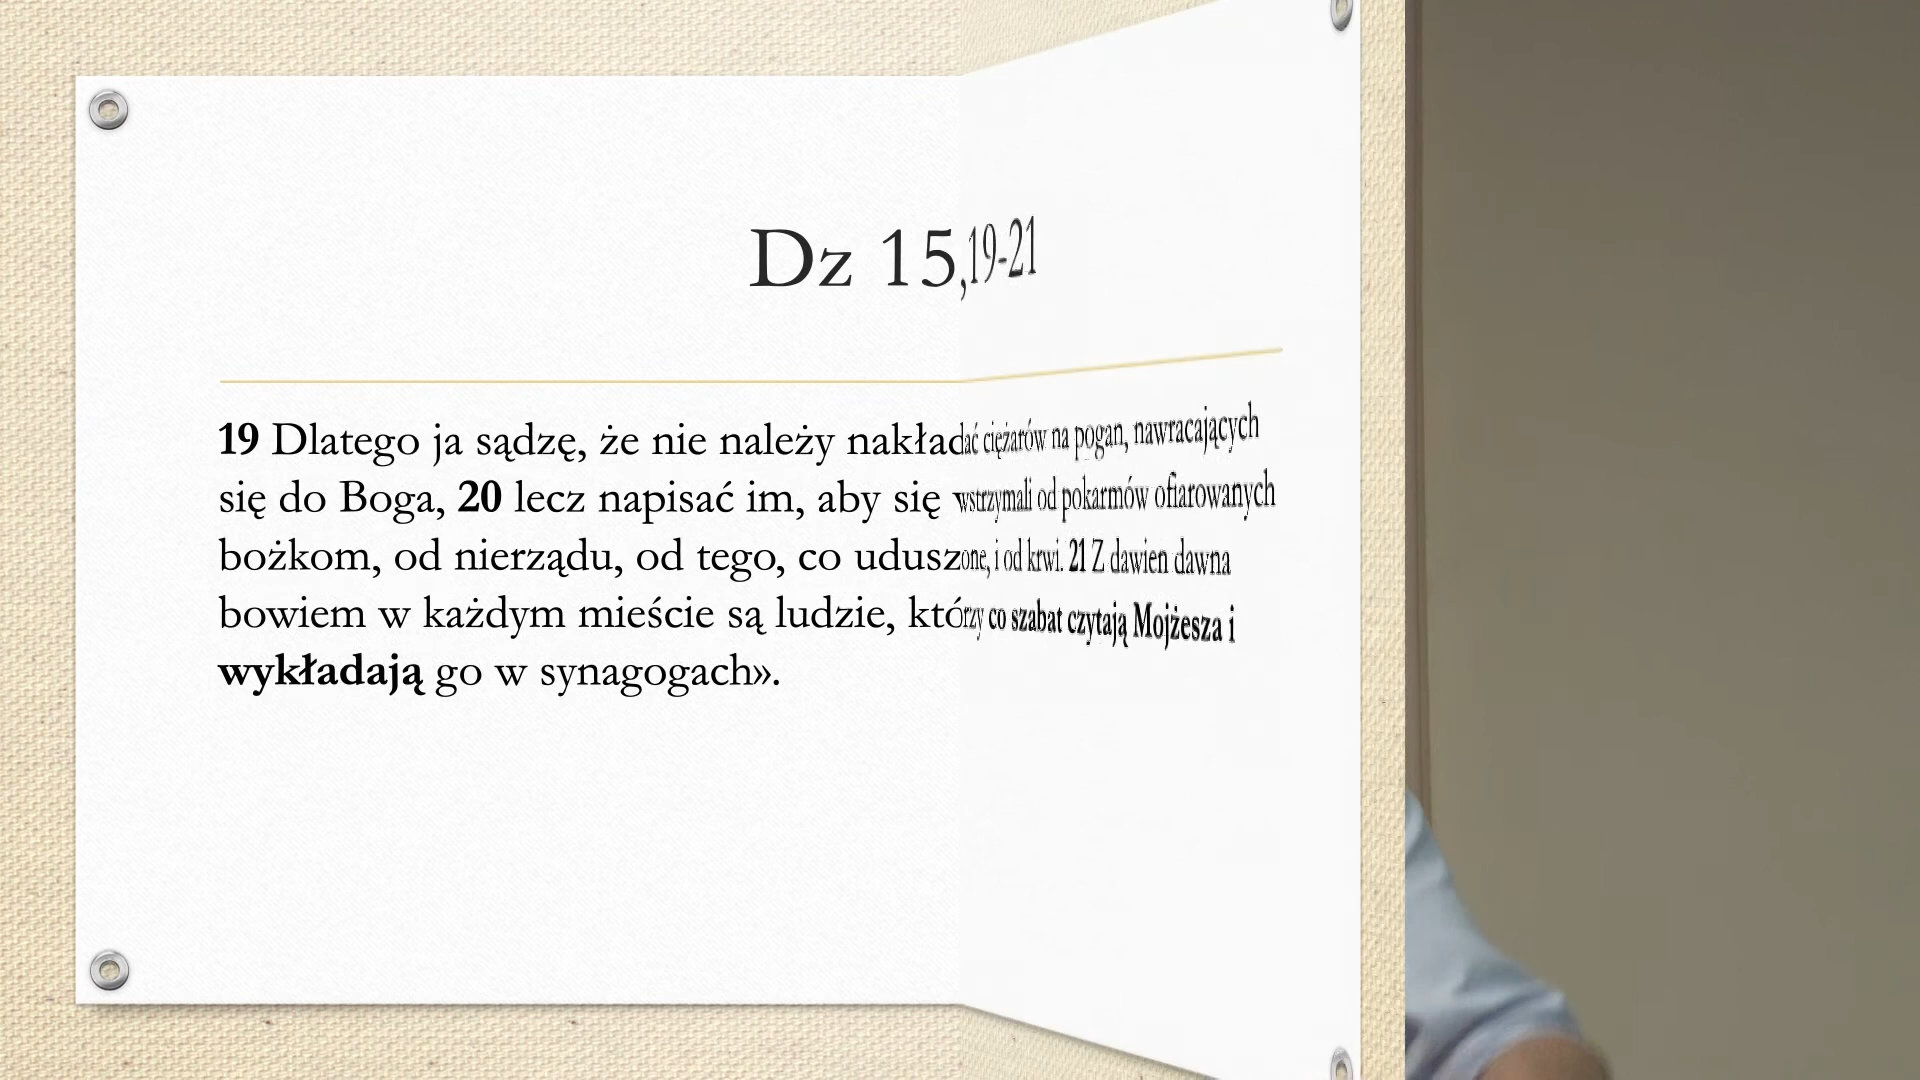 Dz 15,19-21
19 Dlatego ja sądzę, że nie należy nakładać ciężarów na pogan, nawracających
się do Boga, 20 lecz napisać im, aby się wstrzymali od pokarmów ofiarowanych
bożkom, od nierządu, od tego, co uduszone, i od krwi. 21 Z dawien dawna
bowiem w każdym mieście są ludzie, którzy co szabat czytają Mojżesza i
wykładają go w synagogach».